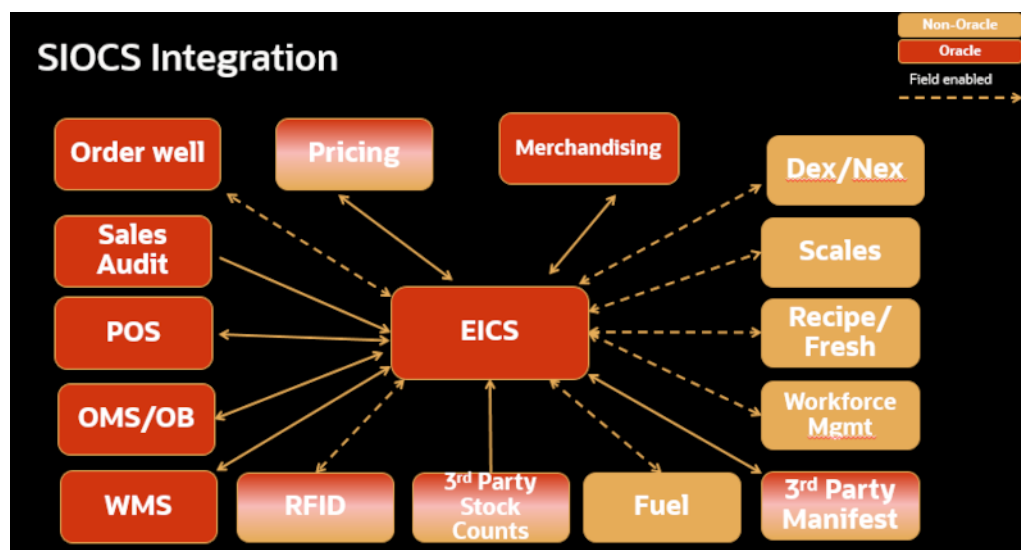 SIOCS Integration
Non-Oracle
Oracle
Field enabled
Order well
Pricing
Merchandising
Dex/Nex
Sales
Audit
Scales
POS
EICS
Recipe/
Fresh
OMS/OB
Workforce
Mgmt
WMS
RFID
3rd Party
Stock
Counts
Fuel
3rd Party
Manifest